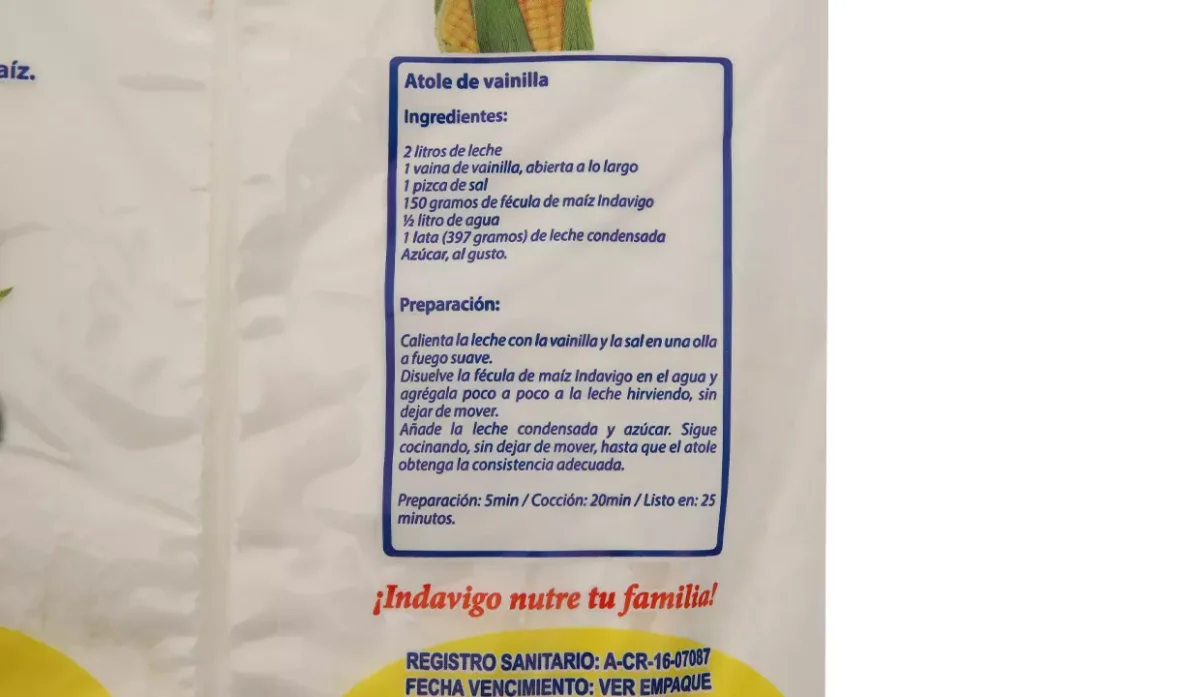 aíz.
Atole de vainilla
Ingredientes:
2 litros de leche
1 vaina de vainilla, abierta a lo largo
1 pizca de sal
150 gramos de fécula de maíz Indavigo
½ litro de agua
1 lata (397 gramos) de leche condensada
Azúcar, al gusto.
Preparación:
Calienta la leche con la vainilla y la sal en una olla
a fuego suave.
Disuelve la fécula de maíz Indavigo en el agua y
agrégala poco a poco a la leche hirviendo, sin
dejar de mover.
Añade la leche condensada y azúcar. Sigue
cocinando, sin dejar de mover, hasta que el atole
obtenga la consistencia adecuada.
Preparación: 5min / Cocción: 20min / Listo en: 25
minutos.
¡Indavigo nutre tu familia!
REGISTRO SANITARIO: A-CR-16-07087
FECHA VENCIMIENTO: VER EMPAQUE